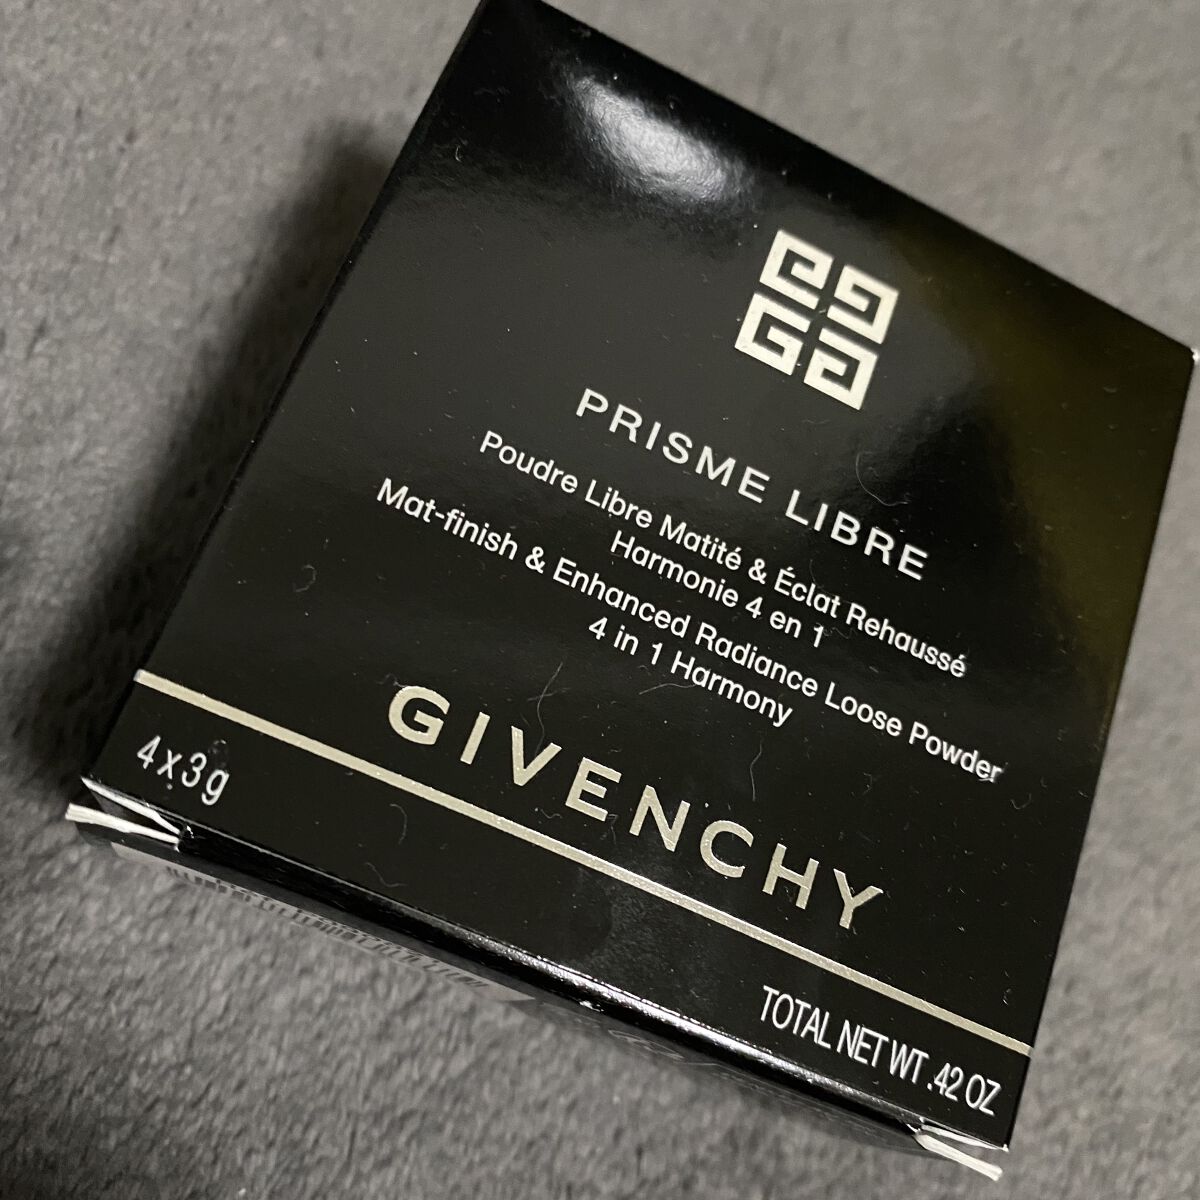 PRISME LIBRE
Poudre Libre Matité & Éclat Rehaussé
Harmonie 4 en 1
Mat-finish & Enhanced Radiance Loose Powder
4 in 1 Harmony
GIVENCHY
4x3g
TOTAL NET WT .42 OZ